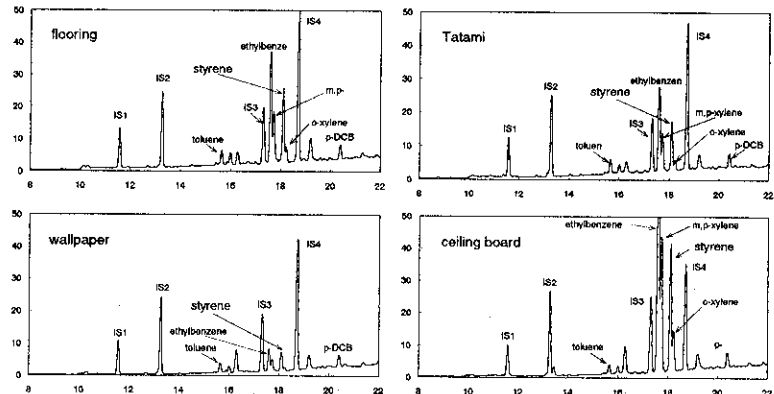 flooring
50
40
30
20
10
0
IS1
IS2
toluene
IS3
styrene
ethylbenze
IS4
m,p-
o-xylene
p-DCB
8 10 12 14 16 18 20 22
Tatami
50
40
30
20
10
0
IS1
IS2
toluen
IS3
styrene
ethylbenzen
IS4
m,p-xylene
o-xylene
p-DCB
8 10 12 14 16 18 20 22
wallpaper
50
40
30
20
10
0
IS1
IS2
toluene
ethylbenzene
styrene
IS3
IS4
p-DCB
8 10 12 14 16 18 20 22
ceiling board
50
40
30
20
10
0
IS1
IS2
toluene
IS3
ethylbenzene
m,p-xylene
styrene
IS4
o-xylene
p-
8 10 12 14 16 18 20 22